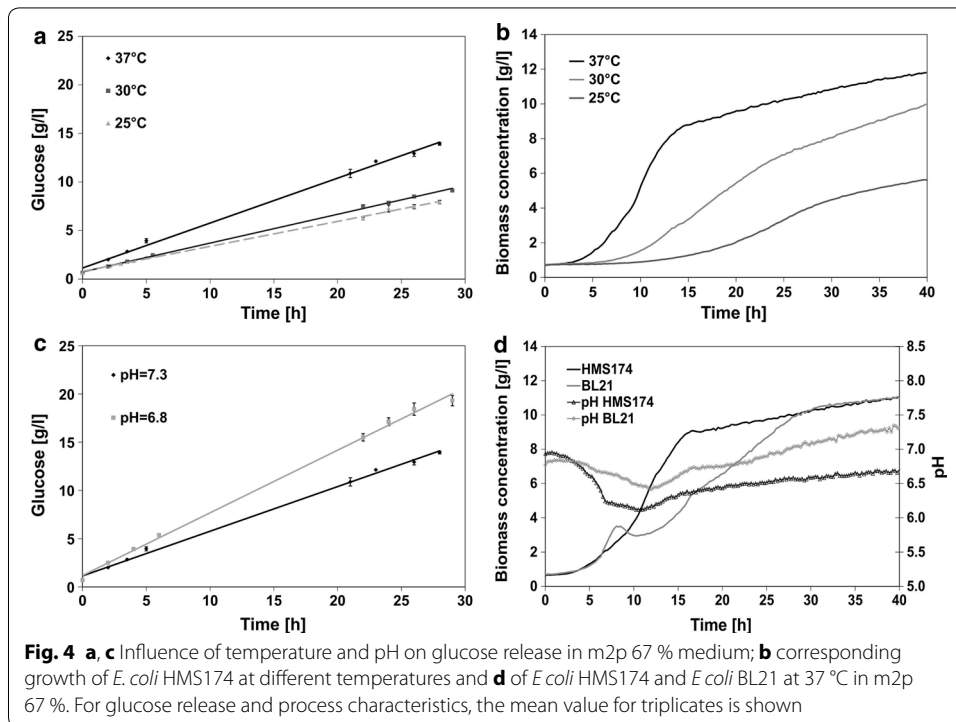 a
25
20
15
10
5
0
Glucose [g/l]
37°C
30°C
25°C
0 5 10 15 20 25 30
Time [h]
b
14
12
10
8
6
4
2
0
Biomass concentration [g/l]
37°C
30°C
25°C
0 5 10 15 20 25 30 35 40
Time [h]
c
25
20
15
10
5
0
Glucose [g/l]
pH=7.3
pH=6.8
0 5 10 15 20 25 30
Time [h]
d
14
12
10
8
6
4
2
0
Biomass concentration [g/l]
HMS174
BL21
pH HMS174
pH BL21
8.5
8.0
7.5
7.0
6.5
6.0
5.5
5.0
pH
0 5 10 15 20 25 30 35 40
Time [h]
Fig. 4 a, c Influence of temperature and pH on glucose release in m2p 67 % medium; b corresponding
growth of E. coli HMS174 at different temperatures and d of E coli HMS174 and E coli BL21 at 37 °C in m2p
67 %. For glucose release and process characteristics, the mean value for triplicates is shown